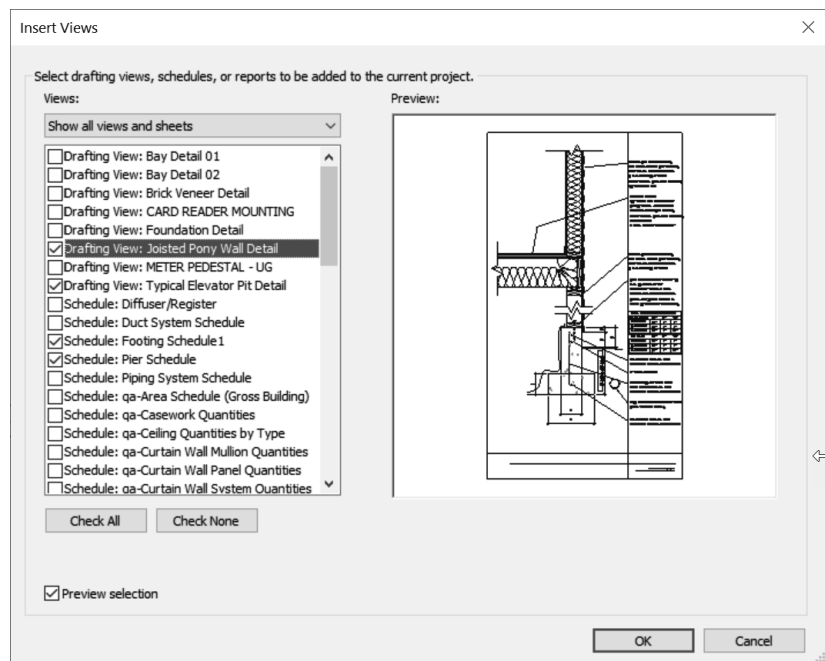 Insert Views
Select drafting views, schedules, or reports to be added to the current project.
Views:
Preview:
Show all views and sheets
Drafting View: Bay Detail 01
Drafting View: Bay Detail 02
Drafting View: Brick Veneer Detail
Drafting View: CARD READER MOUNTING
Drafting View: Foundation Detail
Drafting View: Joisted Pony Wall Detail
Drafting View: METER PEDESTAL - UG
Drafting View: Typical Elevator Pit Detail
Schedule: Diffuser/Register
Schedule: Duct System Schedule
Schedule: Footing Schedule1
Schedule: Pier Schedule
Schedule: Piping System Schedule
Schedule: qa-Area Schedule (Gross Building)
Schedule: qa-Casework Quantities
Schedule: qa-Ceiling Quantities by Type
Schedule: qa-Curtain Wall Mullion Quantities
Schedule: qa-Curtain Wall Panel Quantities
Schedule: qa-Curtain Wall System Quantities
Check All
Check None
Preview selection
OK
Cancel